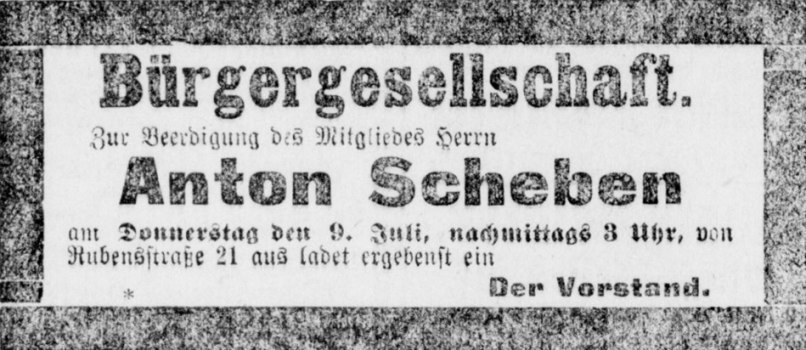 Bürgergesellschaft.
Zur Beerdigung des Mitgliedes Herrn
Anton Scheben
am Donnerstag den 9. Juli, nachmittags 3 Uhr, von
Rubensstraße 21 aus ladet ergebenst ein
* Der Vorstand.